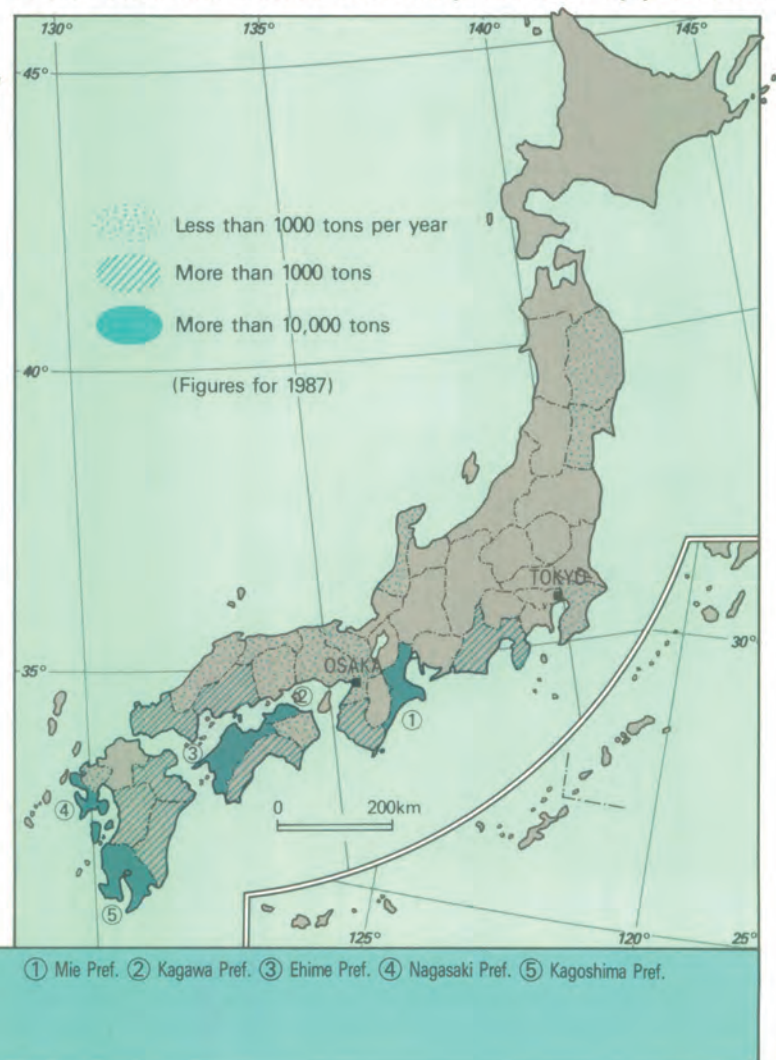 130°
135°
140°
145°
45°
Less than 1000 tons per year
More than 1000 tons
More than 10,000 tons
40°
(Figures for 1987)
TOKYO
30°
35°
OSAKA
②
①
③
0 200km
④
⑤
125°
120°
25°
① Mie Pref. ② Kagawa Pref. ③ Ehime Pref. ④ Nagasaki Pref. ⑤ Kagoshima Pref.